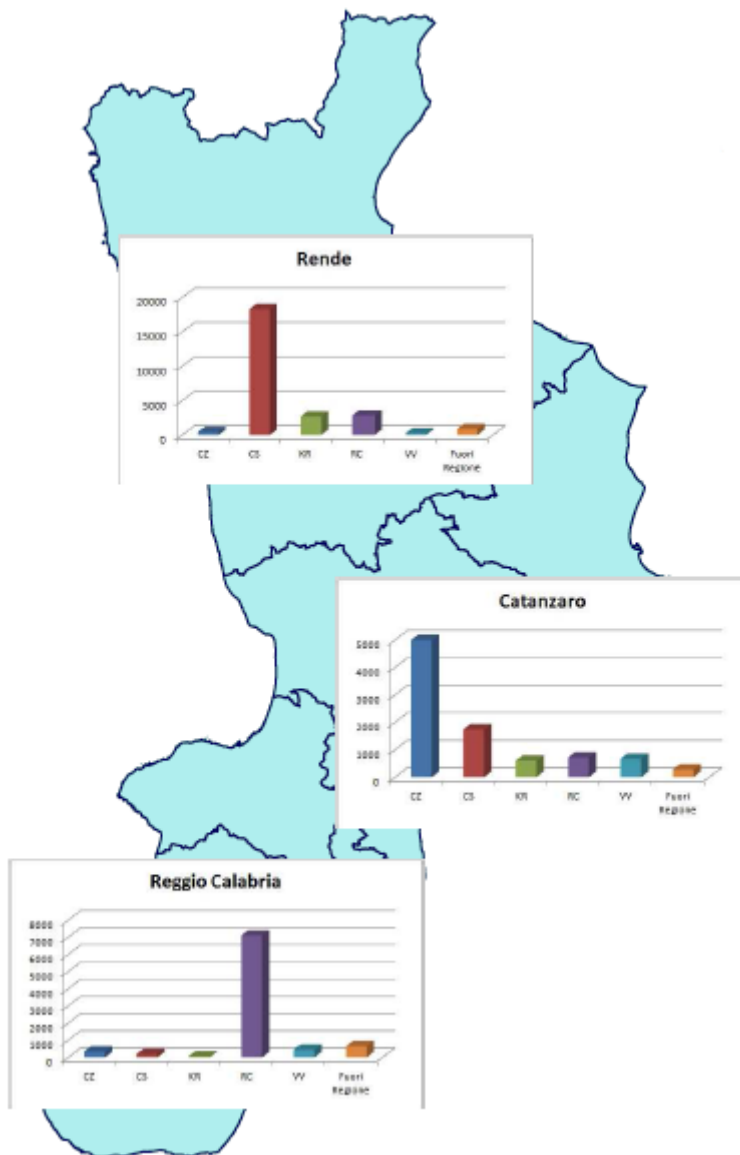 Rende
20000
15000
10000
5000
0
CZ CS KR RC VV Fuori
Regione
Catanzaro
5000
4000
3000
2000
1000
0
CZ CS KR RC VV Fuori
Regione
Reggio Calabria
8000
7000
6000
5000
4000
3000
2000
1000
0
CZ CS KR RC VV Fuori
Regione